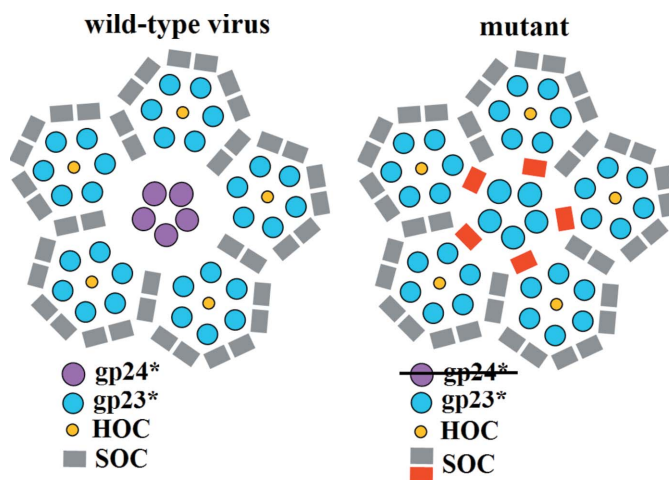 wild-type virus
mutant
gp24*
gp23*
HOC
SOC
gp24*
gp23*
HOC
SOC